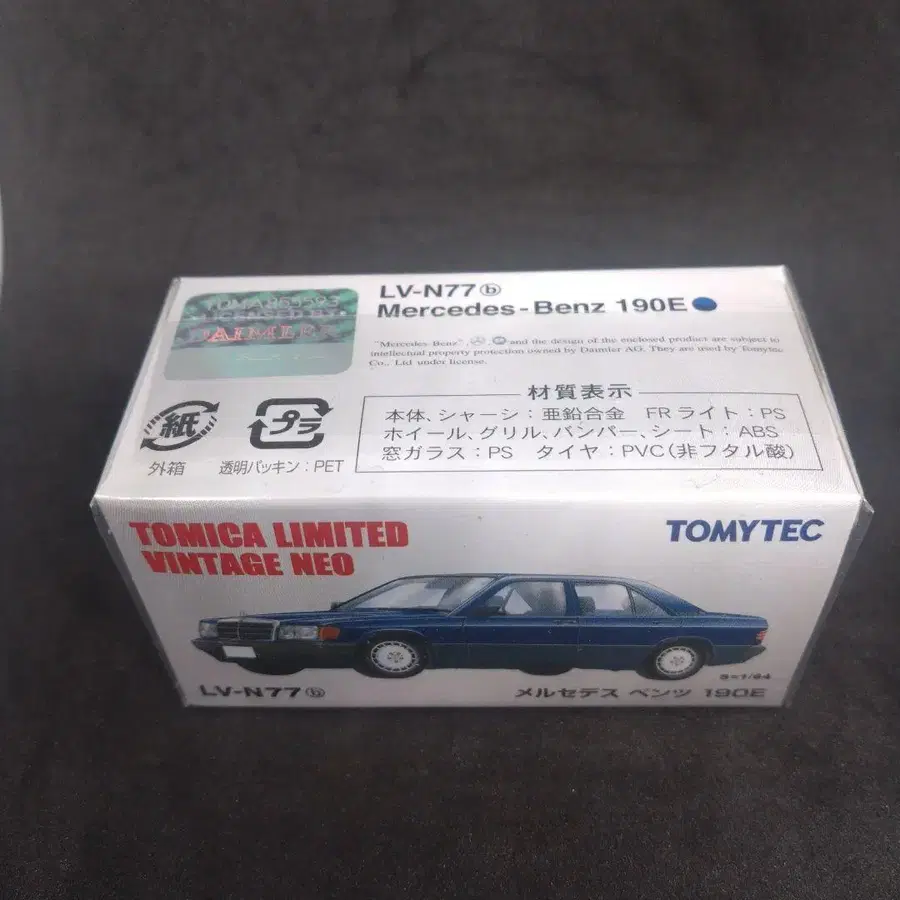 LICENSED BY
DAIMLER
LV-N77ⓑ
Mercedes-Benz 190E
"Mercedes-Benz", and the design of the enclosed product are subject to
intellectual property protection owned by Daimler AG. They are used by Tomytec
Co., Ltd. under license.
紙
外箱
プラ
透明パッキン:PET
材質表示
本体、シャーシ:亜鉛合金 FRライト:PS
ホイール、グリル、バンパー、シート:ABS
窓ガラス:PS タイヤ:PVC(非フタル酸)
TOMICA LIMITED
VINTAGE NEO
TOMYTEC
S=1/64
LV-N77ⓑ
メルセデス ベンツ 190E